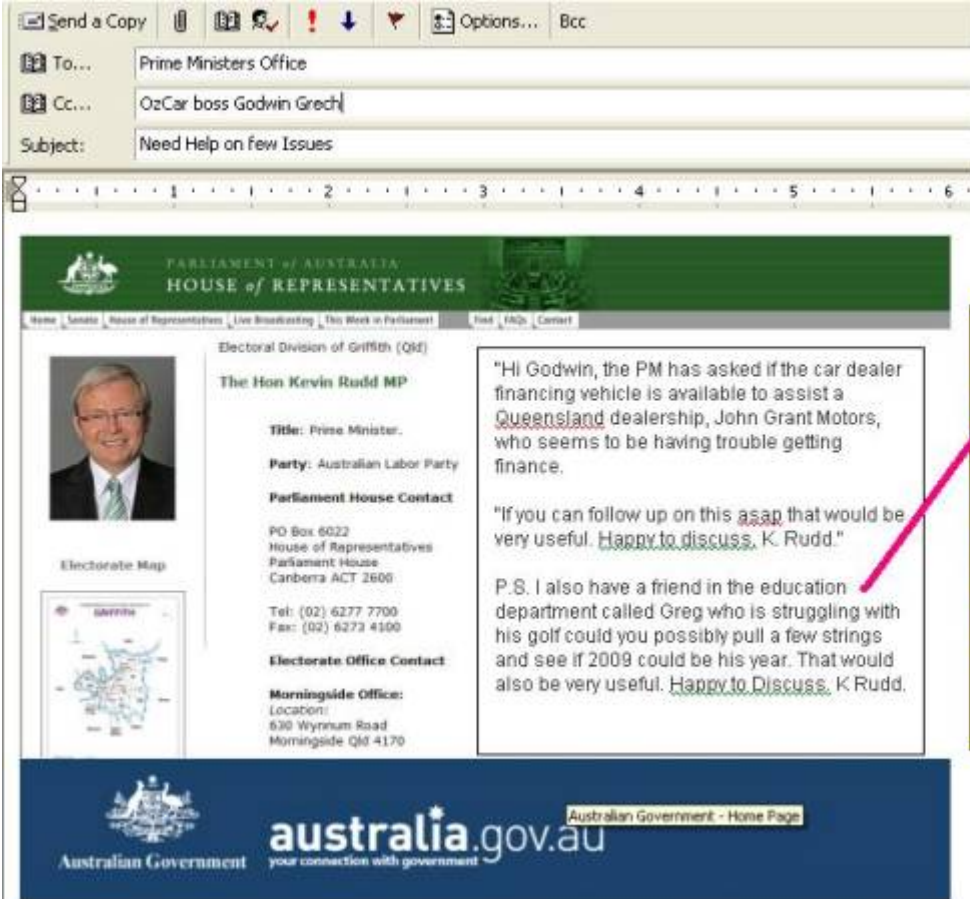 Send a Copy Options... Bcc
To... Prime Ministers Office
Cc... OzCar boss Godwin Grech
Subject: Need Help on few Issues
1 2 3 4 5 6
PARLIAMENT of AUSTRALIA
HOUSE of REPRESENTATIVES
Home Senate House of Representatives Live Broadcasting This Week in Parliament Find FAQs Contact
Electoral Division of Griffith (Qld)
The Hon Kevin Rudd MP
Title: Prime Minister.
Party: Australian Labor Party
Parliament House Contact
PO Box 6022
House of Representatives
Parliament House
Canberra ACT 2600
Tel: (02) 6277 7700
Fax: (02) 6273 4100
Electorate Office Contact
Morningside Office:
Location:
630 Wynnum Road
Morningside Qld 4170
Electorate Map
GRIFFITH
"Hi Godwin, the PM has asked if the car dealer
financing vehicle is available to assist a
Queensland dealership, John Grant Motors,
who seems to be having trouble getting
finance.
"If you can follow up on this asap that would be
very useful. Happy to discuss, K. Rudd."
P.S. I also have a friend in the education
department called Greg who is struggling with
his golf could you possibly pull a few strings
and see if 2009 could be his year. That would
also be very useful. Happy to Discuss, K Rudd.
Australian Government
australia.gov.au
your connection with government
Australian Government - Home Page